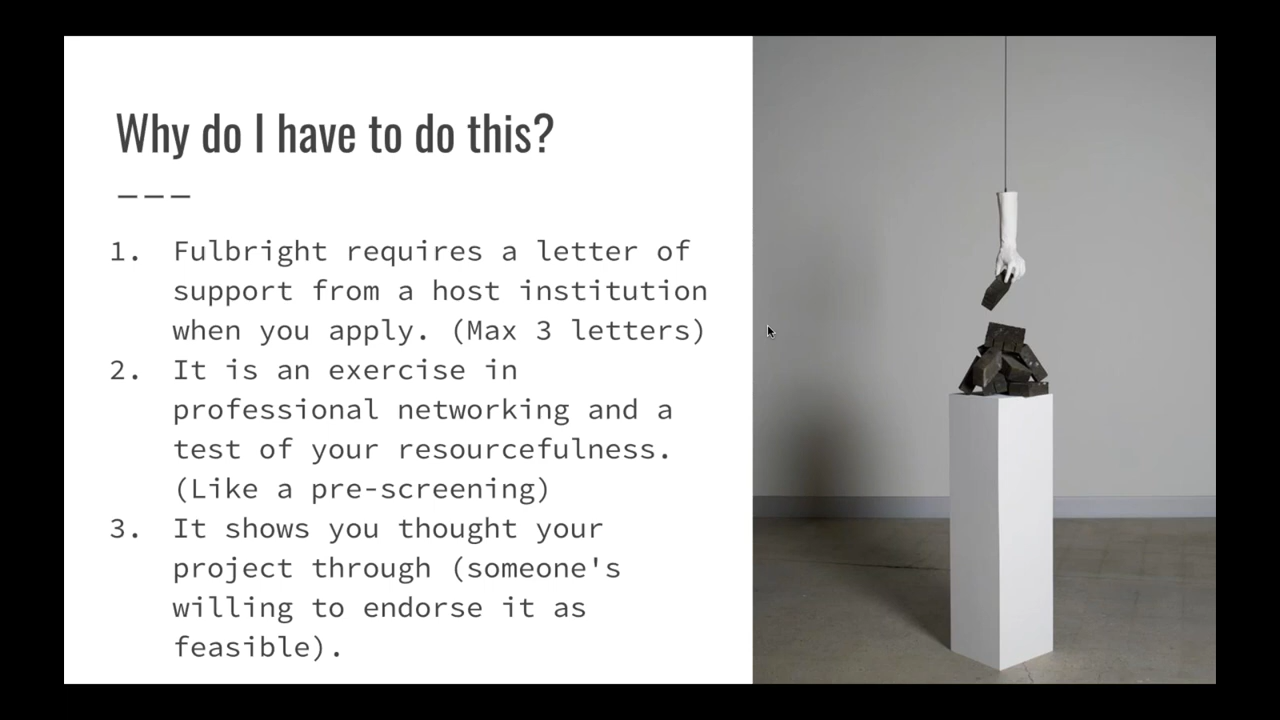 Why do I have to do this?
———
1. Fulbright requires a letter of
support from a host institution
when you apply. (Max 3 letters)
2. It is an exercise in
professional networking and a
test of your resourcefulness.
(Like a pre-screening)
3. It shows you thought your
project through (someone's
willing to endorse it as
feasible).